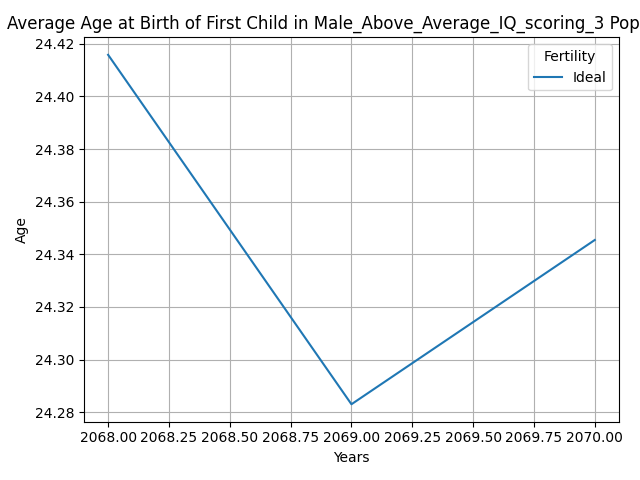 Average Age at Birth of First Child in Male_Above_Average_IQ_scoring_3 Pop
24.42
24.40
24.38
24.36
24.34
24.32
24.30
24.28
Age
Fertility
Ideal
2068.00 2068.25 2068.50 2068.75 2069.00 2069.25 2069.50 2069.75 2070.00
Years